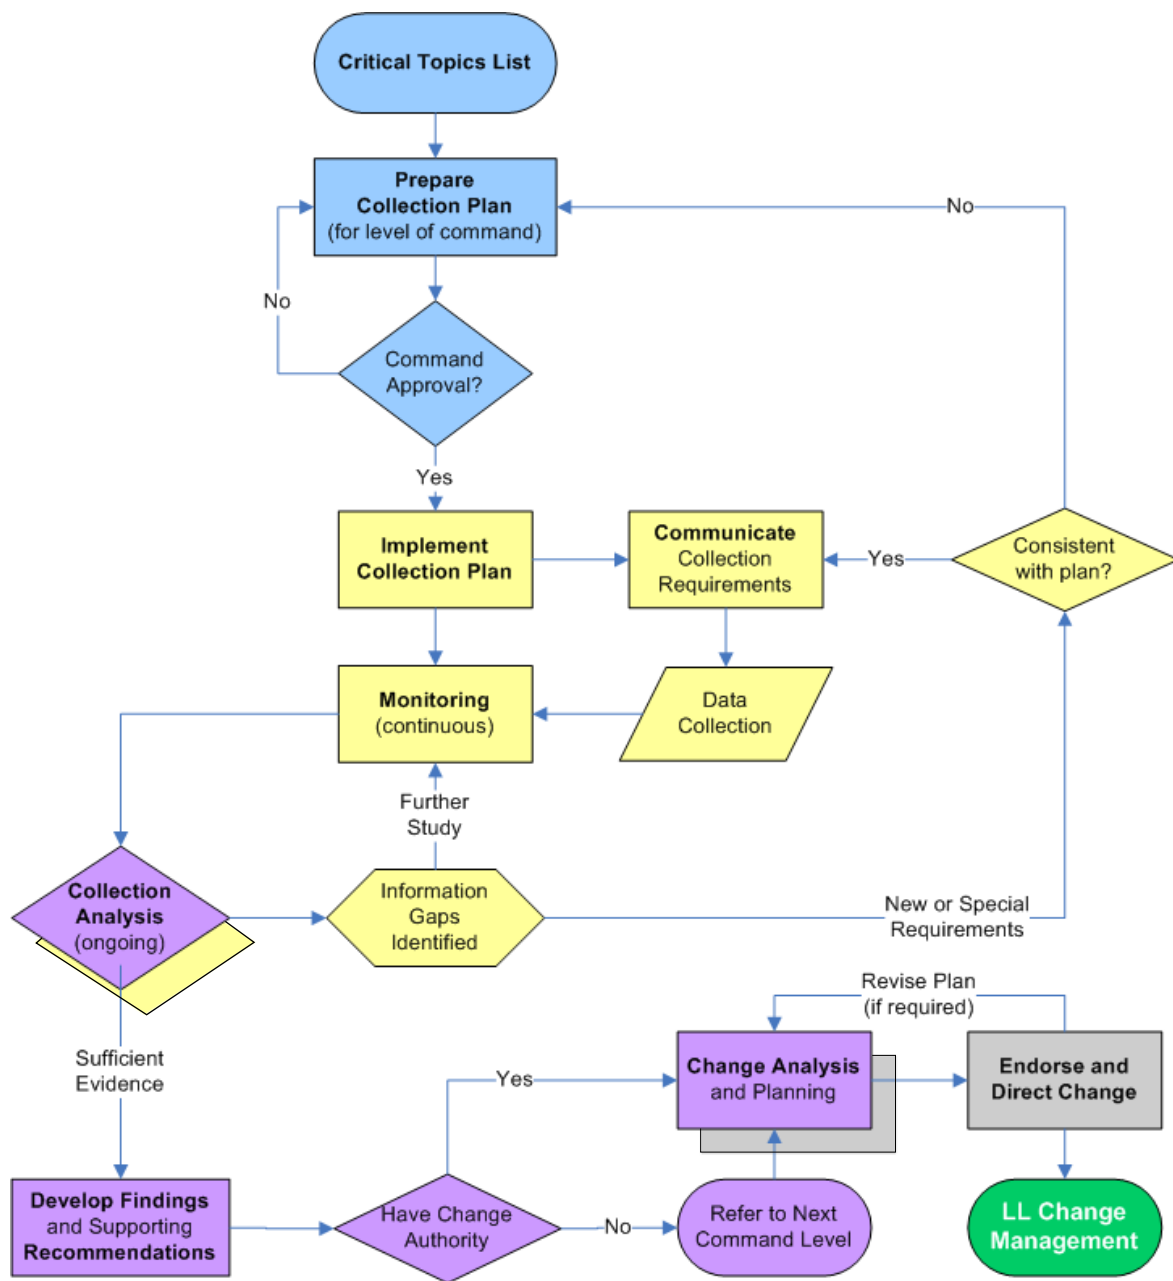 Critical Topics List
Prepare
Collection Plan
(for level of command)
No
No
Command
Approval?
Yes
Implement
Collection Plan
Communicate
Collection
Requirements
Yes
Consistent
with plan?
Monitoring
(continuous)
Data
Collection
Further
Study
Collection
Analysis
(ongoing)
Information
Gaps
Identified
New or Special
Requirements
Sufficient
Evidence
Revise Plan
(if required)
Yes
Change Analysis
and Planning
Endorse and
Direct Change
Develop Findings
and Supporting
Recommendations
Have Change
Authority
No
Refer to Next
Command Level
LL Change
Management